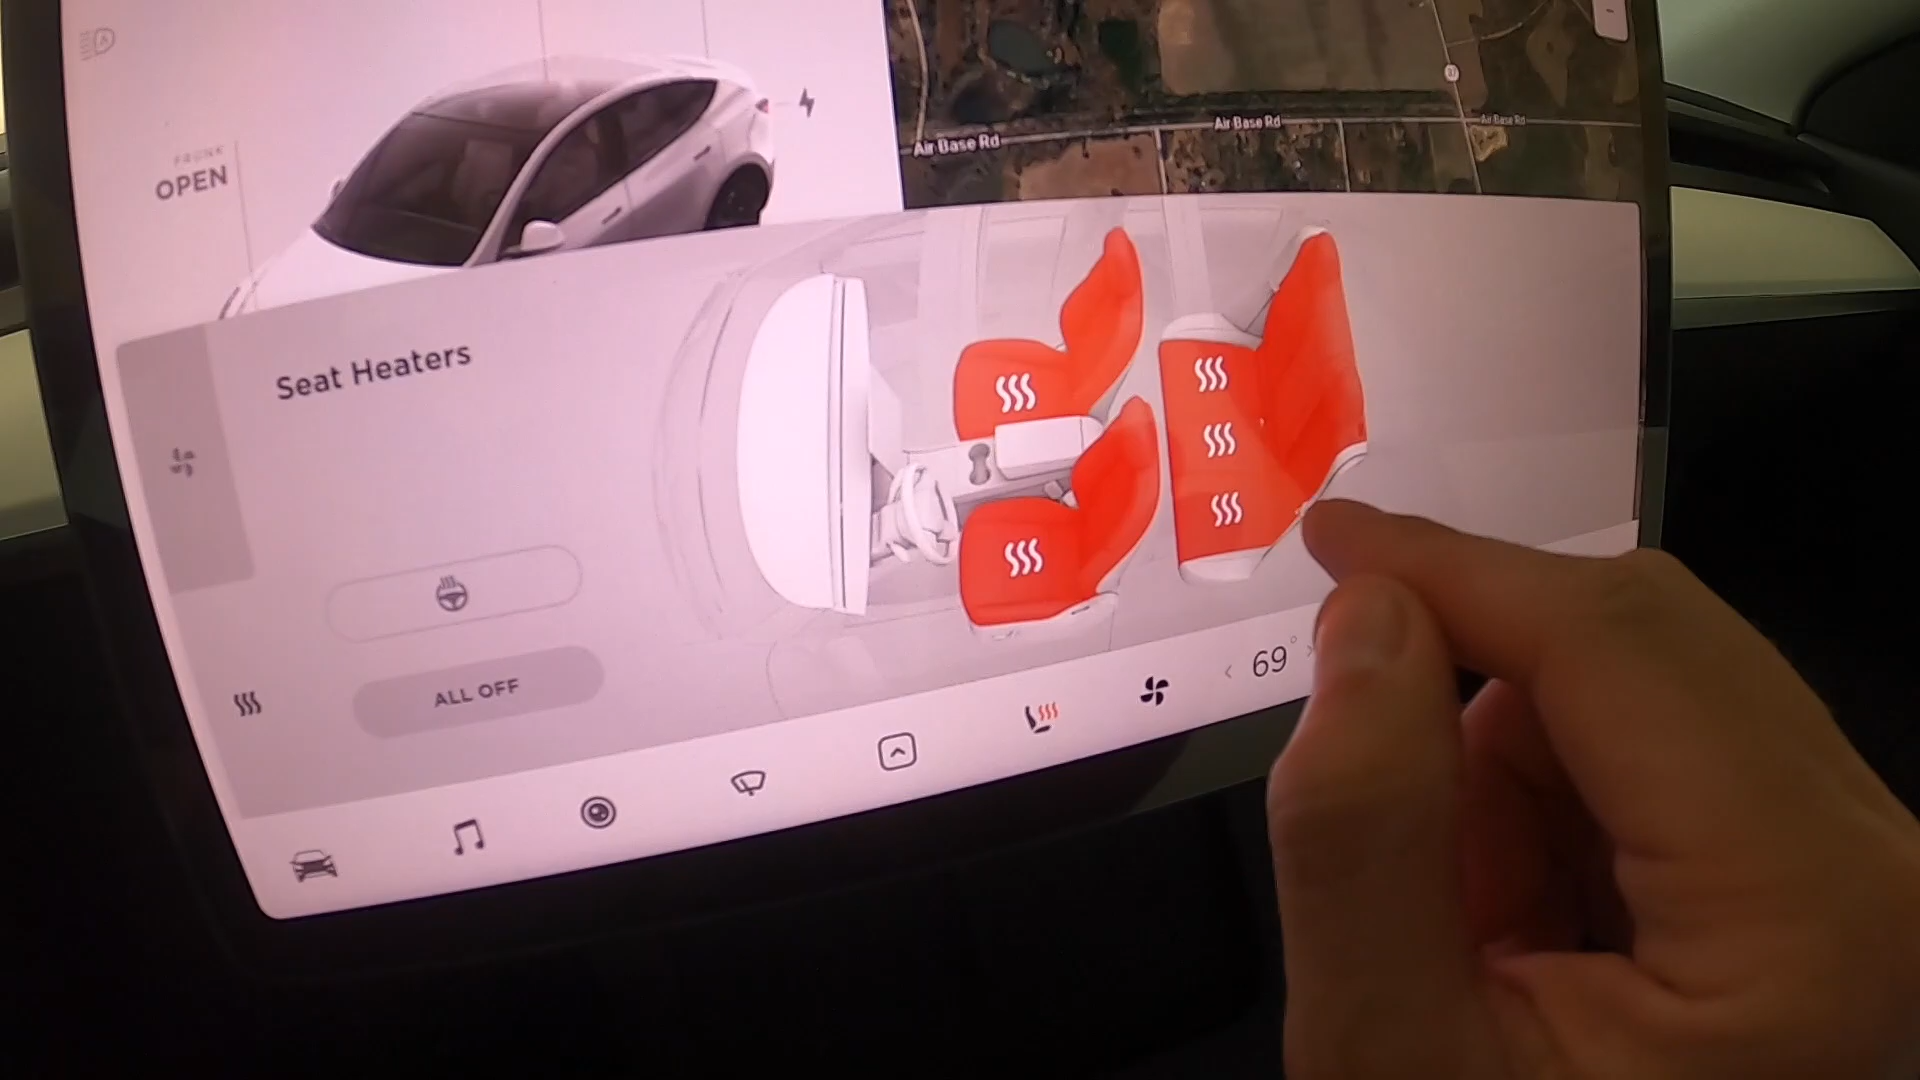 FRUNK
OPEN
Air Base Rd
Air Base Rd
Air Base Rd
Seat Heaters
ALL OFF
69°